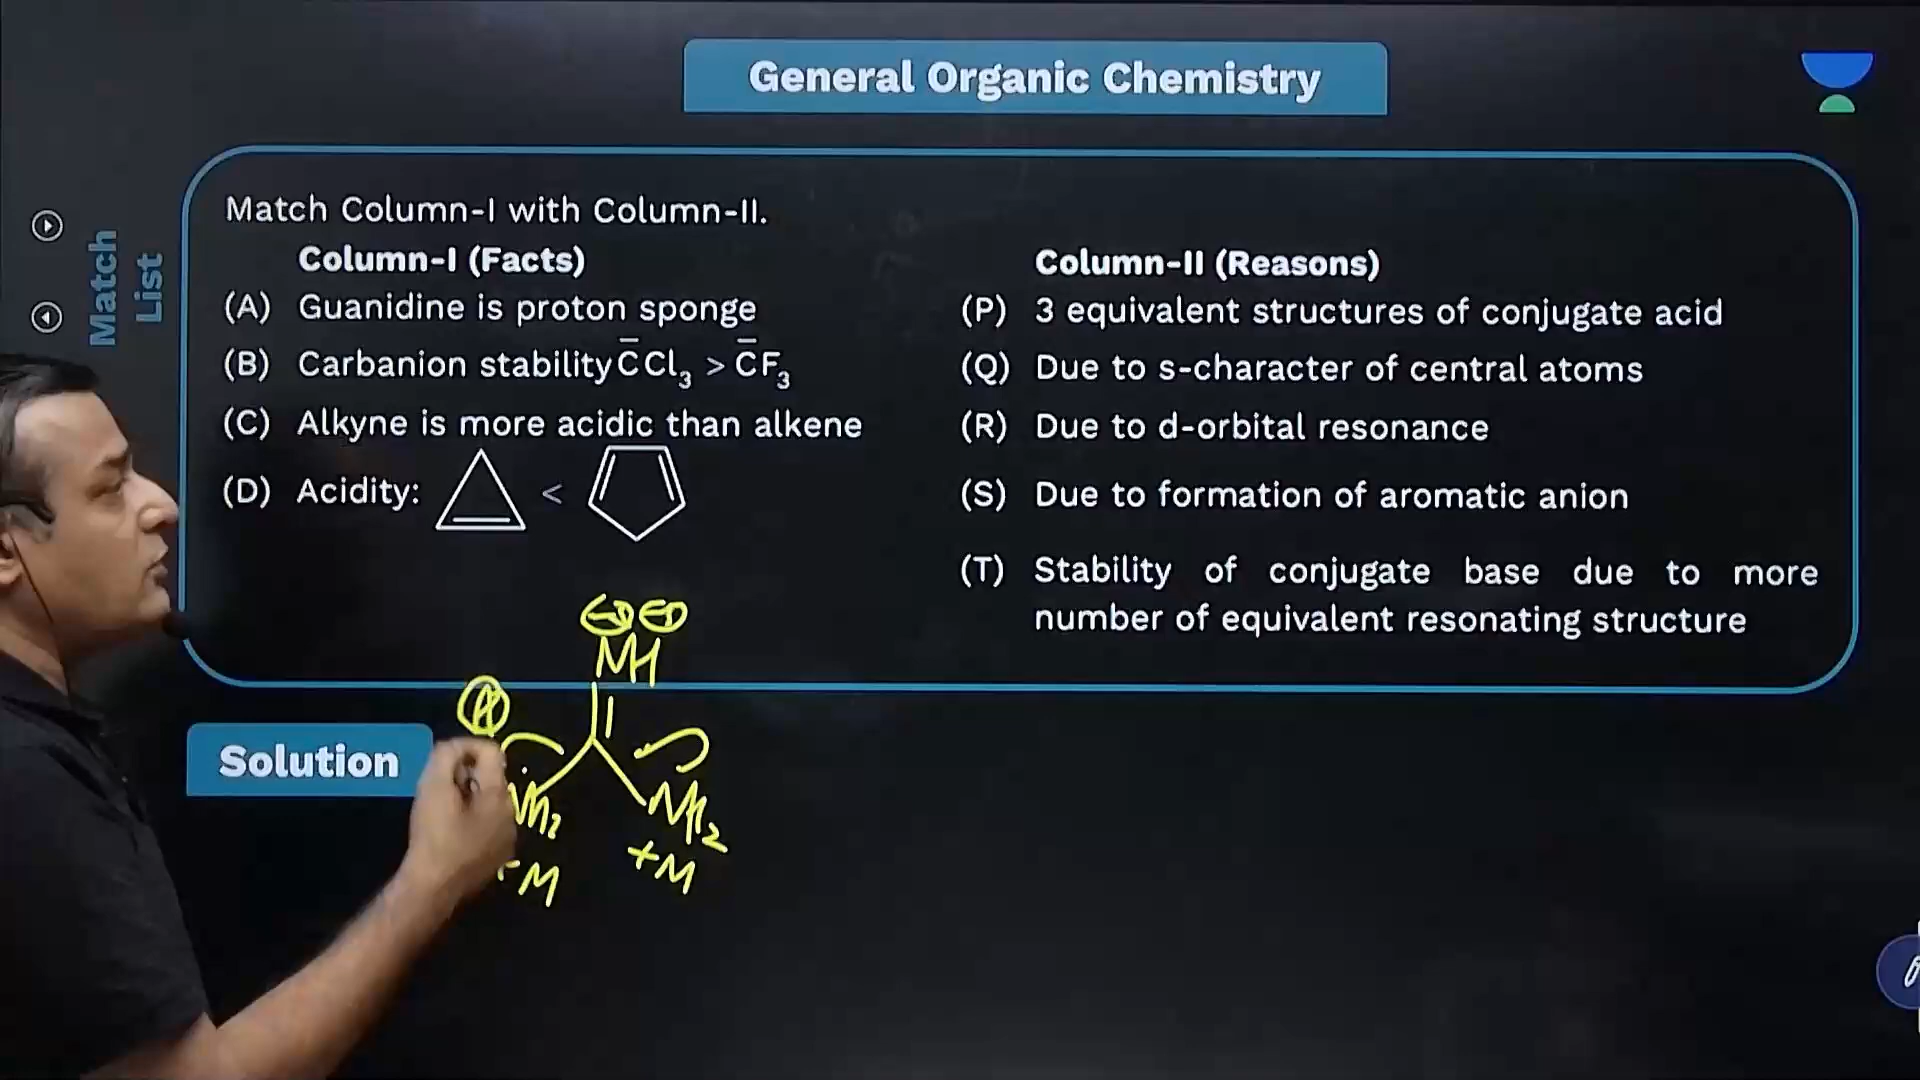 General Organic Chemistry
Match List
Match Column-I with Column-II.
Column-I (Facts)
(A) Guanidine is proton sponge
(B) Carbanion stability C̄Cl₃ > C̄F₃
(C) Alkyne is more acidic than alkene
(D) Acidity: <
Column-II (Reasons)
(P) 3 equivalent structures of conjugate acid
(Q) Due to s-character of central atoms
(R) Due to d-orbital resonance
(S) Due to formation of aromatic anion
(T) Stability of conjugate base due to more
number of equivalent resonating structure
Solution
A
NH
NH₂
NH₂
+M